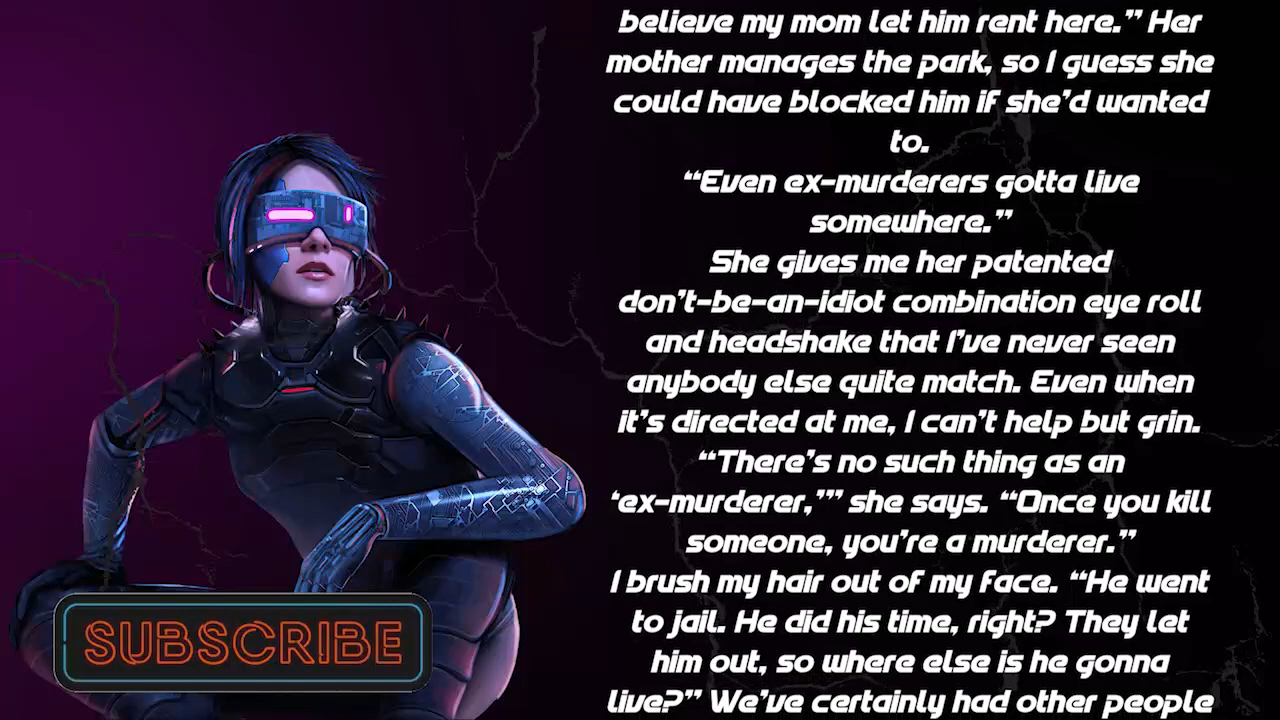 believe my mom let him rent here.” Her
mother manages the park, so I guess she
could have blocked him if she’d wanted
to.
“Even ex-murderers gotta live
somewhere.”
She gives me her patented
don’t-be-an-idiot combination eye roll
and headshake that I’ve never seen
anybody else quite match. Even when
it’s directed at me, I can’t help but grin.
“There’s no such thing as an
‘ex-murderer,’” she says. “Once you kill
someone, you’re a murderer.”
I brush my hair out of my face. “He went
to jail. He did his time, right? They let
him out, so where else is he gonna
live?” We’ve certainly had other people
SUBSCRIBE